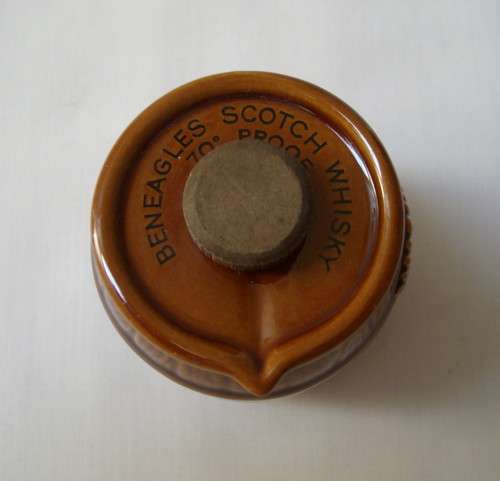 BENEAGLES SCOTCH WHISKY
70° PROOF